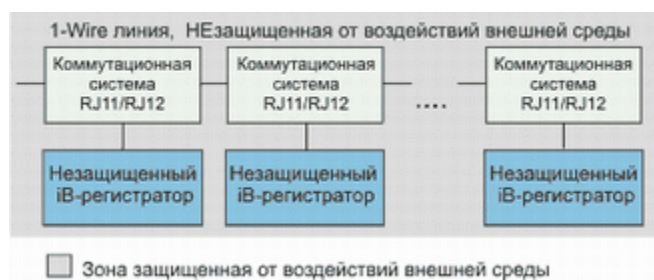 1-Wire линия, НЕзащищенная от воздействий внешней среды
Коммутационная
система
RJ11/RJ12
Коммутационная
система
RJ11/RJ12
....
Коммутационная
система
RJ11/RJ12
Незащищенный
iB-регистратор
Незащищенный
iB-регистратор
Незащищенный
iB-регистратор
Зона защищенная от воздействий внешней среды